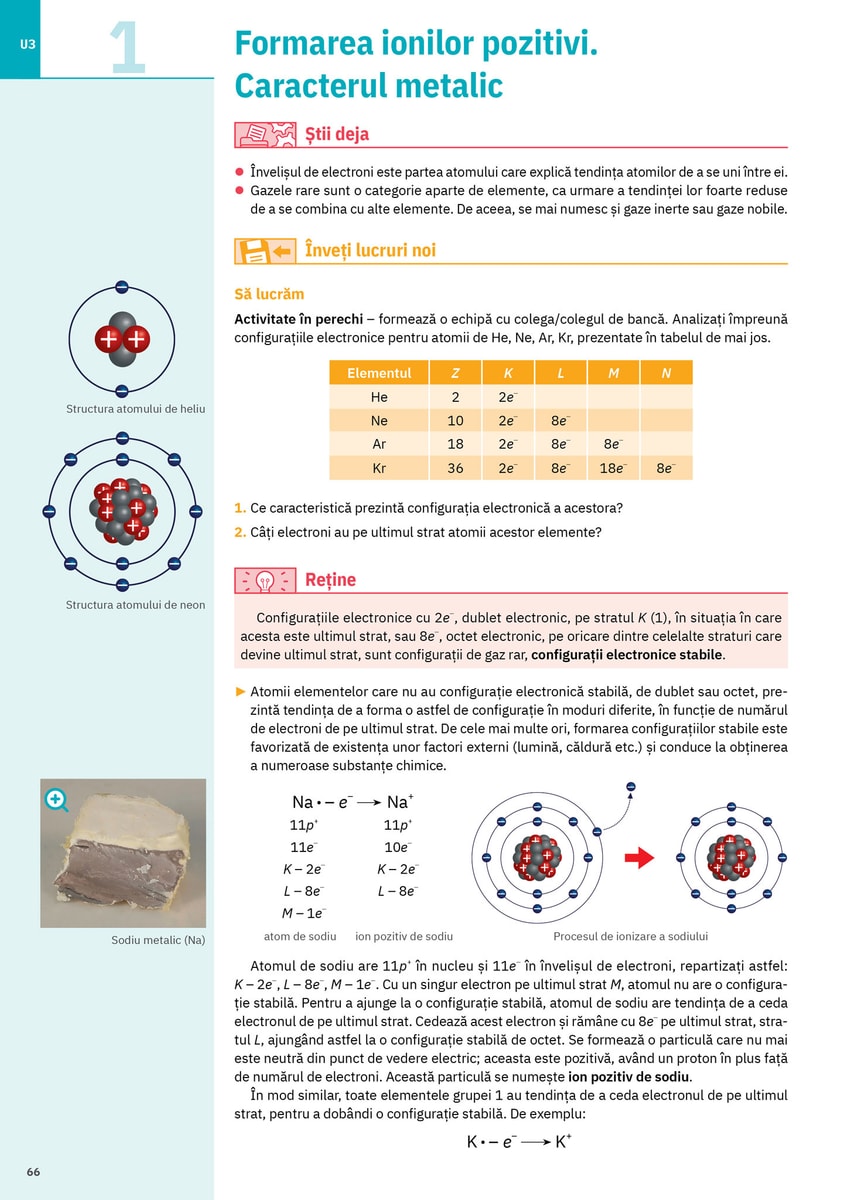 U3
1
Formarea ionilor pozitivi.
Caracterul metalic
Știi deja
● Învelișul de electroni este partea atomului care explică tendința atomilor de a se uni între ei.
● Gazele rare sunt o categorie aparte de elemente, ca urmare a tendinței lor foarte reduse
de a se combina cu alte elemente. De aceea, se mai numesc și gaze inerte sau gaze nobile.
Înveți lucruri noi
Să lucrăm
Activitate în perechi – formează o echipă cu colega/colegul de bancă. Analizați împreună
configurațiile electronice pentru atomii de He, Ne, Ar, Kr, prezentate în tabelul de mai jos.
Elementul Z K L M N
He 2 2e⁻
Ne 10 2e⁻ 8e⁻
Ar 18 2e⁻ 8e⁻ 8e⁻
Kr 36 2e⁻ 8e⁻ 18e⁻ 8e⁻
Structura atomului de heliu
1. Ce caracteristică prezintă configurația electronică a acestora?
2. Câți electroni au pe ultimul strat atomii acestor elemente?
Structura atomului de neon
Reține
Configurațiile electronice cu 2e⁻, dublet electronic, pe stratul K (1), în situația în care
acesta este ultimul strat, sau 8e⁻, octet electronic, pe oricare dintre celelalte straturi care
devine ultimul strat, sunt configurații de gaz rar, configurații electronice stabile.
► Atomii elementelor care nu au configurație electronică stabilă, de dublet sau octet, pre-
zintă tendința de a forma o astfel de configurație în moduri diferite, în funcție de numărul
de electroni de pe ultimul strat. De cele mai multe ori, formarea configurațiilor stabile este
favorizată de existența unor factori externi (lumină, căldură etc.) și conduce la obținerea
a numeroase substanțe chimice.
Na • – e⁻ ⟶ Na⁺
11p⁺ 11p⁺
11e⁻ 10e⁻
K – 2e⁻ K – 2e⁻
L – 8e⁻ L – 8e⁻
M – 1e⁻
atom de sodiu ion pozitiv de sodiu Procesul de ionizare a sodiului
Sodiu metalic (Na)
Atomul de sodiu are 11p⁺ în nucleu și 11e⁻ în învelișul de electroni, repartizați astfel:
K – 2e⁻, L – 8e⁻, M – 1e⁻. Cu un singur electron pe ultimul strat M, atomul nu are o configura-
ție stabilă. Pentru a ajunge la o configurație stabilă, atomul de sodiu are tendința de a ceda
electronul de pe ultimul strat. Cedează acest electron și rămâne cu 8e⁻ pe ultimul strat, stra-
tul L, ajungând astfel la o configurație stabilă de octet. Se formează o particulă care nu mai
este neutră din punct de vedere electric; aceasta este pozitivă, având un proton în plus față
de numărul de electroni. Această particulă se numește ion pozitiv de sodiu.
În mod similar, toate elementele grupei 1 au tendința de a ceda electronul de pe ultimul
strat, pentru a dobândi o configurație stabilă. De exemplu:
K • – e⁻ ⟶ K⁺
66